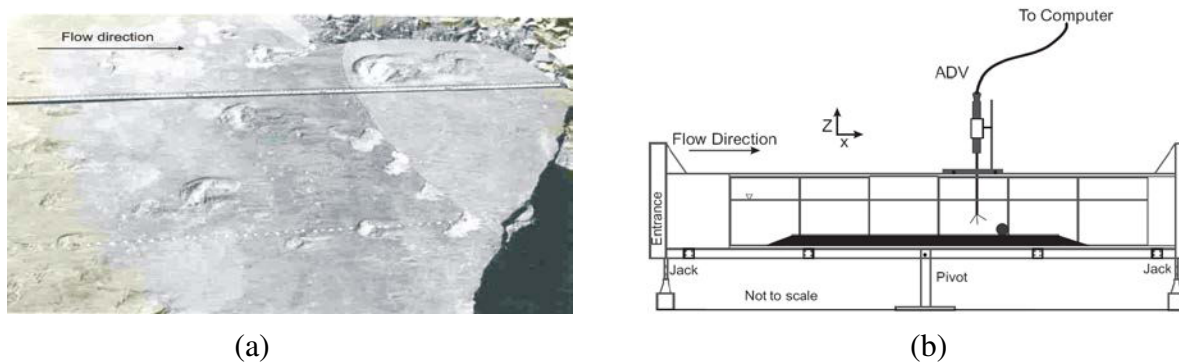 Flow direction
(a)
To Computer
ADV
Z
x
Flow Direction
Entrance
Jack
Pivot
Jack
Not to scale
(b)